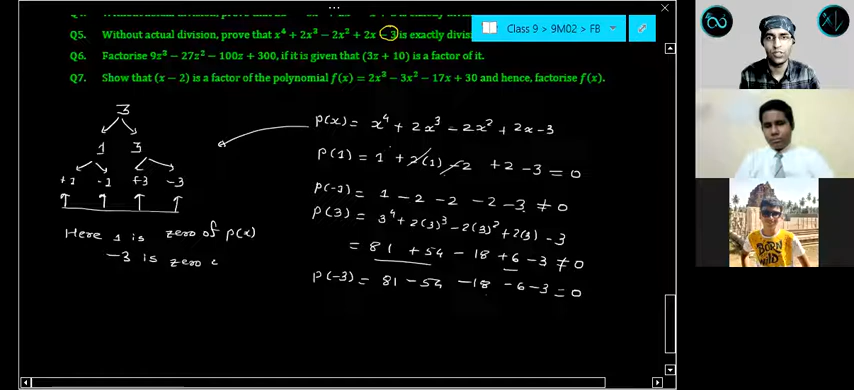 Q5. Without actual division, prove that x⁴ + 2x³ − 2x² + 2x − 3 is exactly divis
Class 9 > 9M02 > FB
Q6. Factorise 9z³ − 27z² − 100z + 300, if it is given that (3z + 10) is a factor of it.
Q7. Show that (x − 2) is a factor of the polynomial f(x) = 2x³ − 3x² − 17x + 30 and hence, factorise f(x).
3
1 3
+1 -1 +3 -3
Here 1 is zero of p(x)
-3 is zero
p(x) = x⁴ + 2x³ - 2x² + 2x - 3
p(1) = 1 + 2(1) - 2 + 2 - 3 = 0
p(-1) = 1 - 2 - 2 - 2 - 3 ≠ 0
p(3) = 3⁴ + 2(3)³ - 2(3)² + 2(3) - 3
= 81 + 54 - 18 + 6 - 3 ≠ 0
p(-3) = 81 - 54 - 18 - 6 - 3 = 0
BORN
WILD